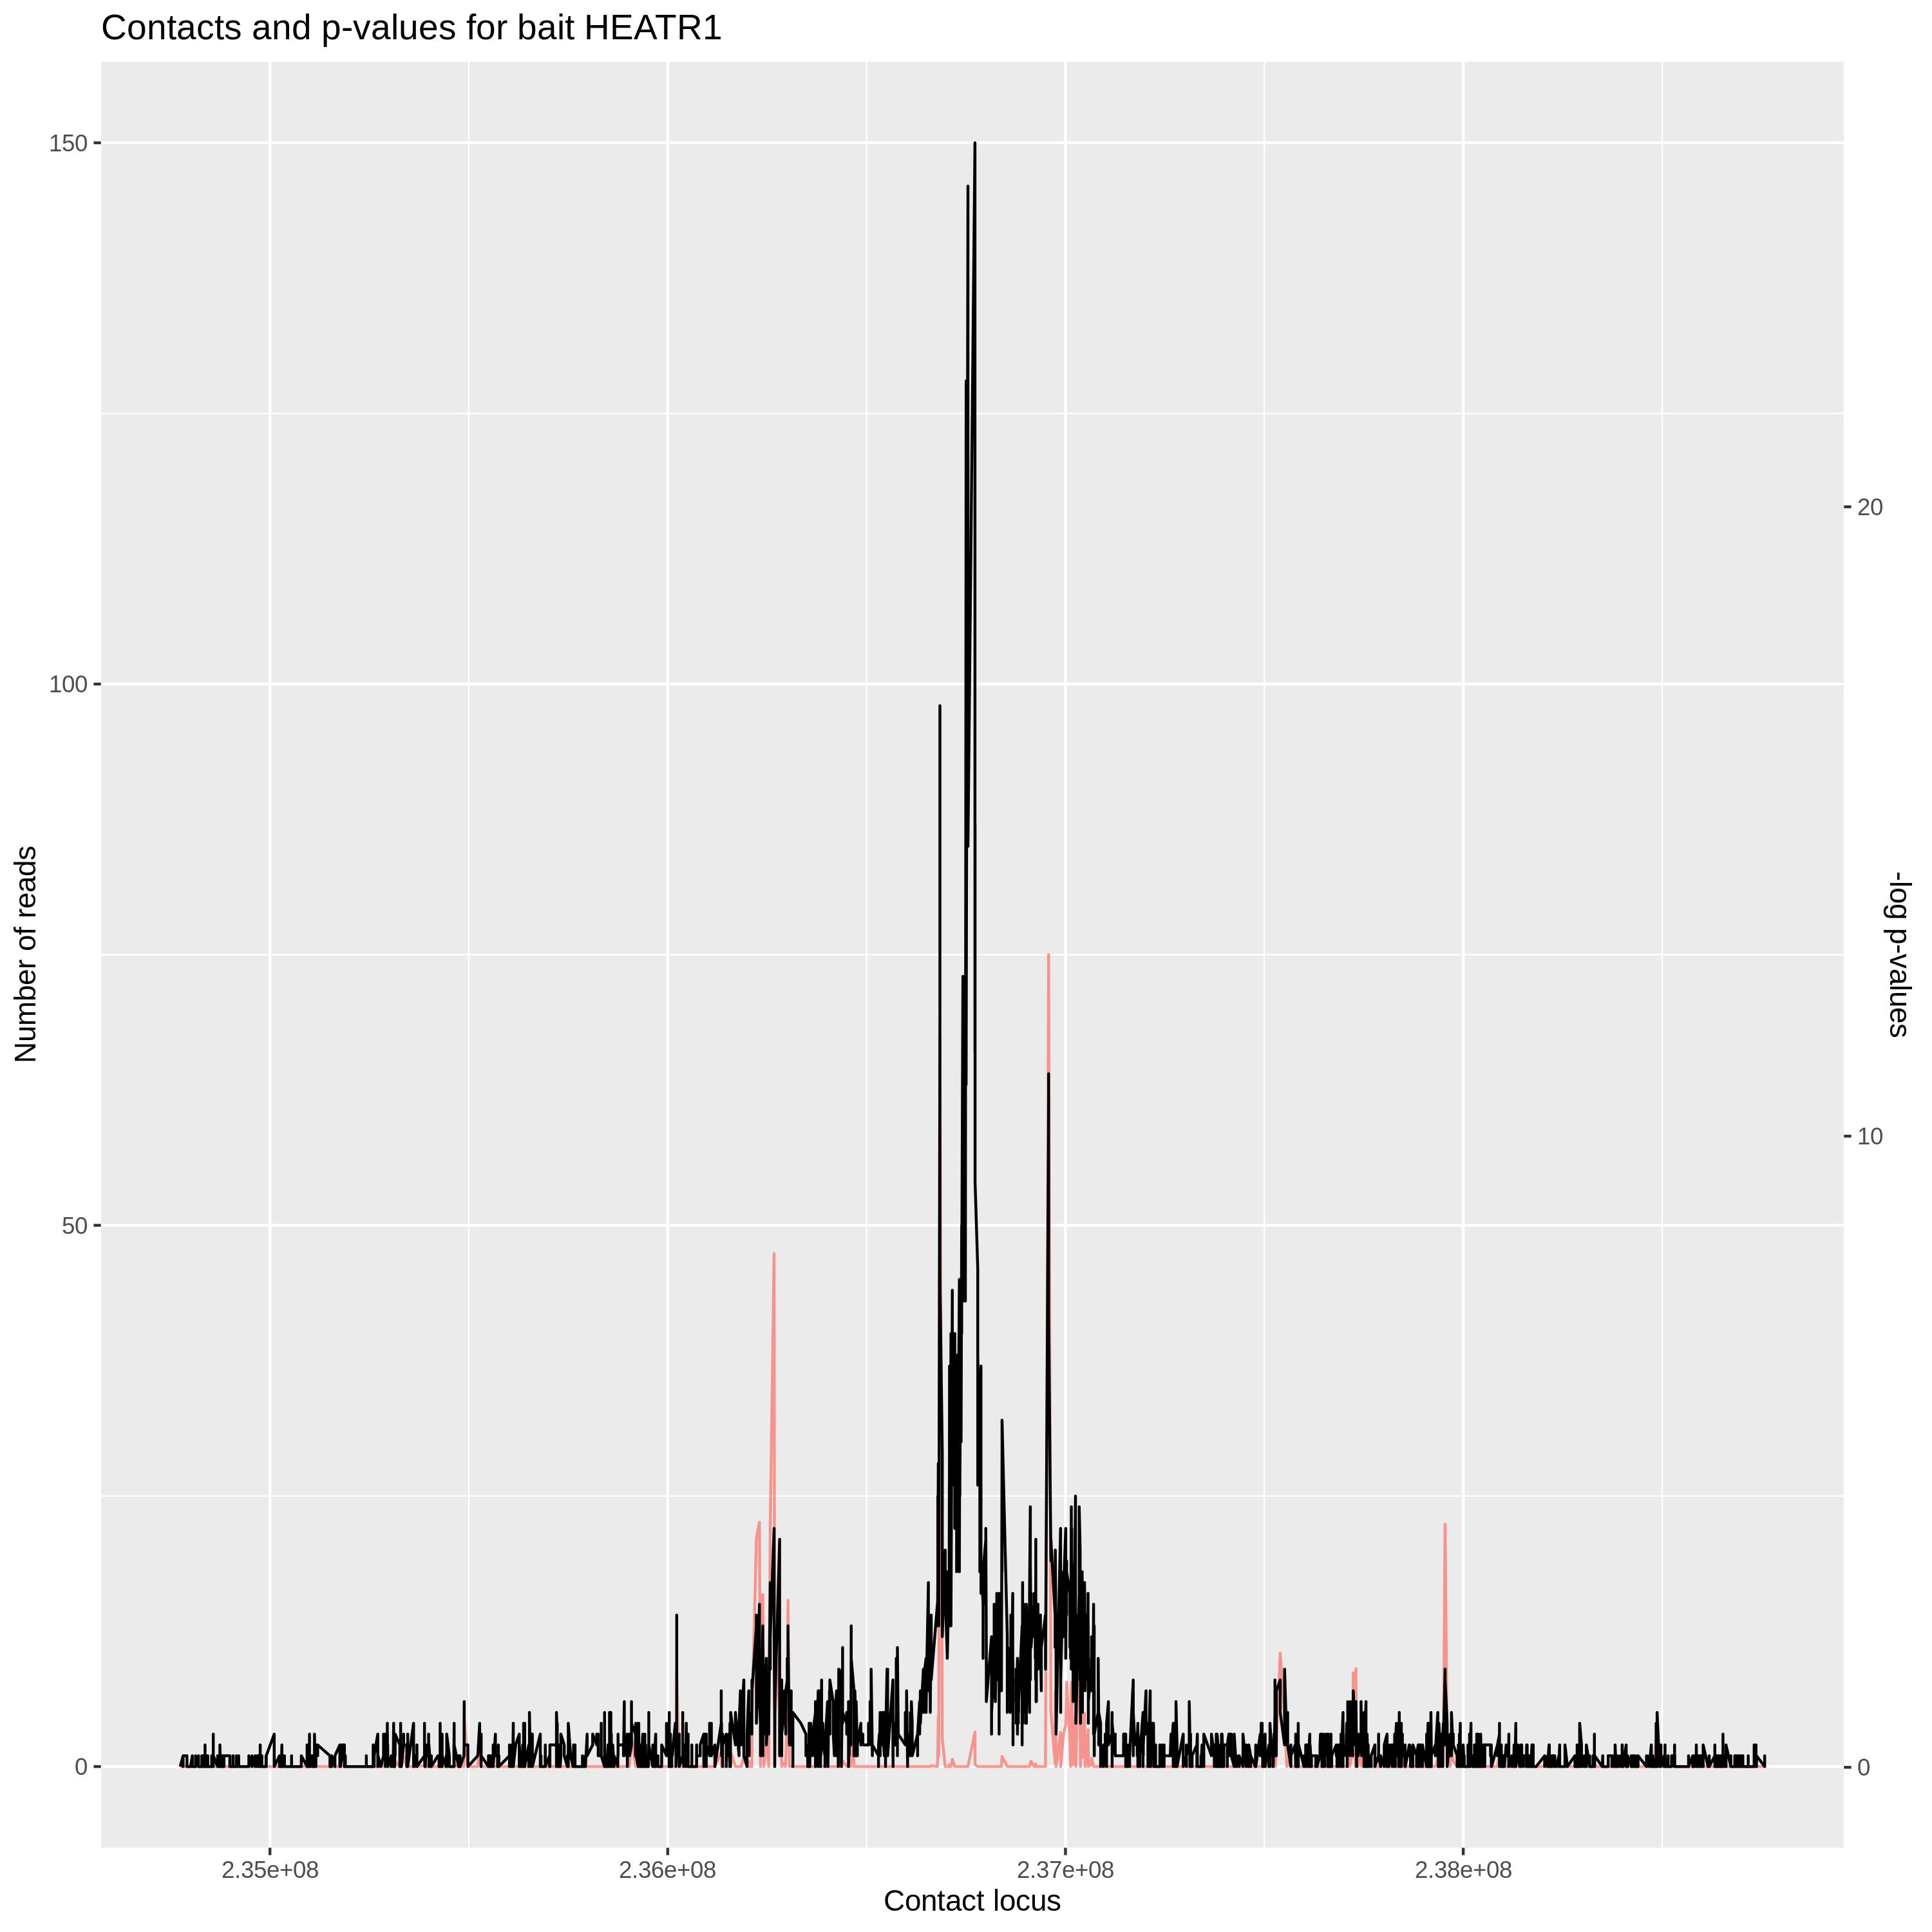 Contacts and p-values for bait HEATR1
150
100
50
0
Number of reads
20
10
0
-log p-values
2.35e+08
2.36e+08
2.37e+08
2.38e+08
Contact locus